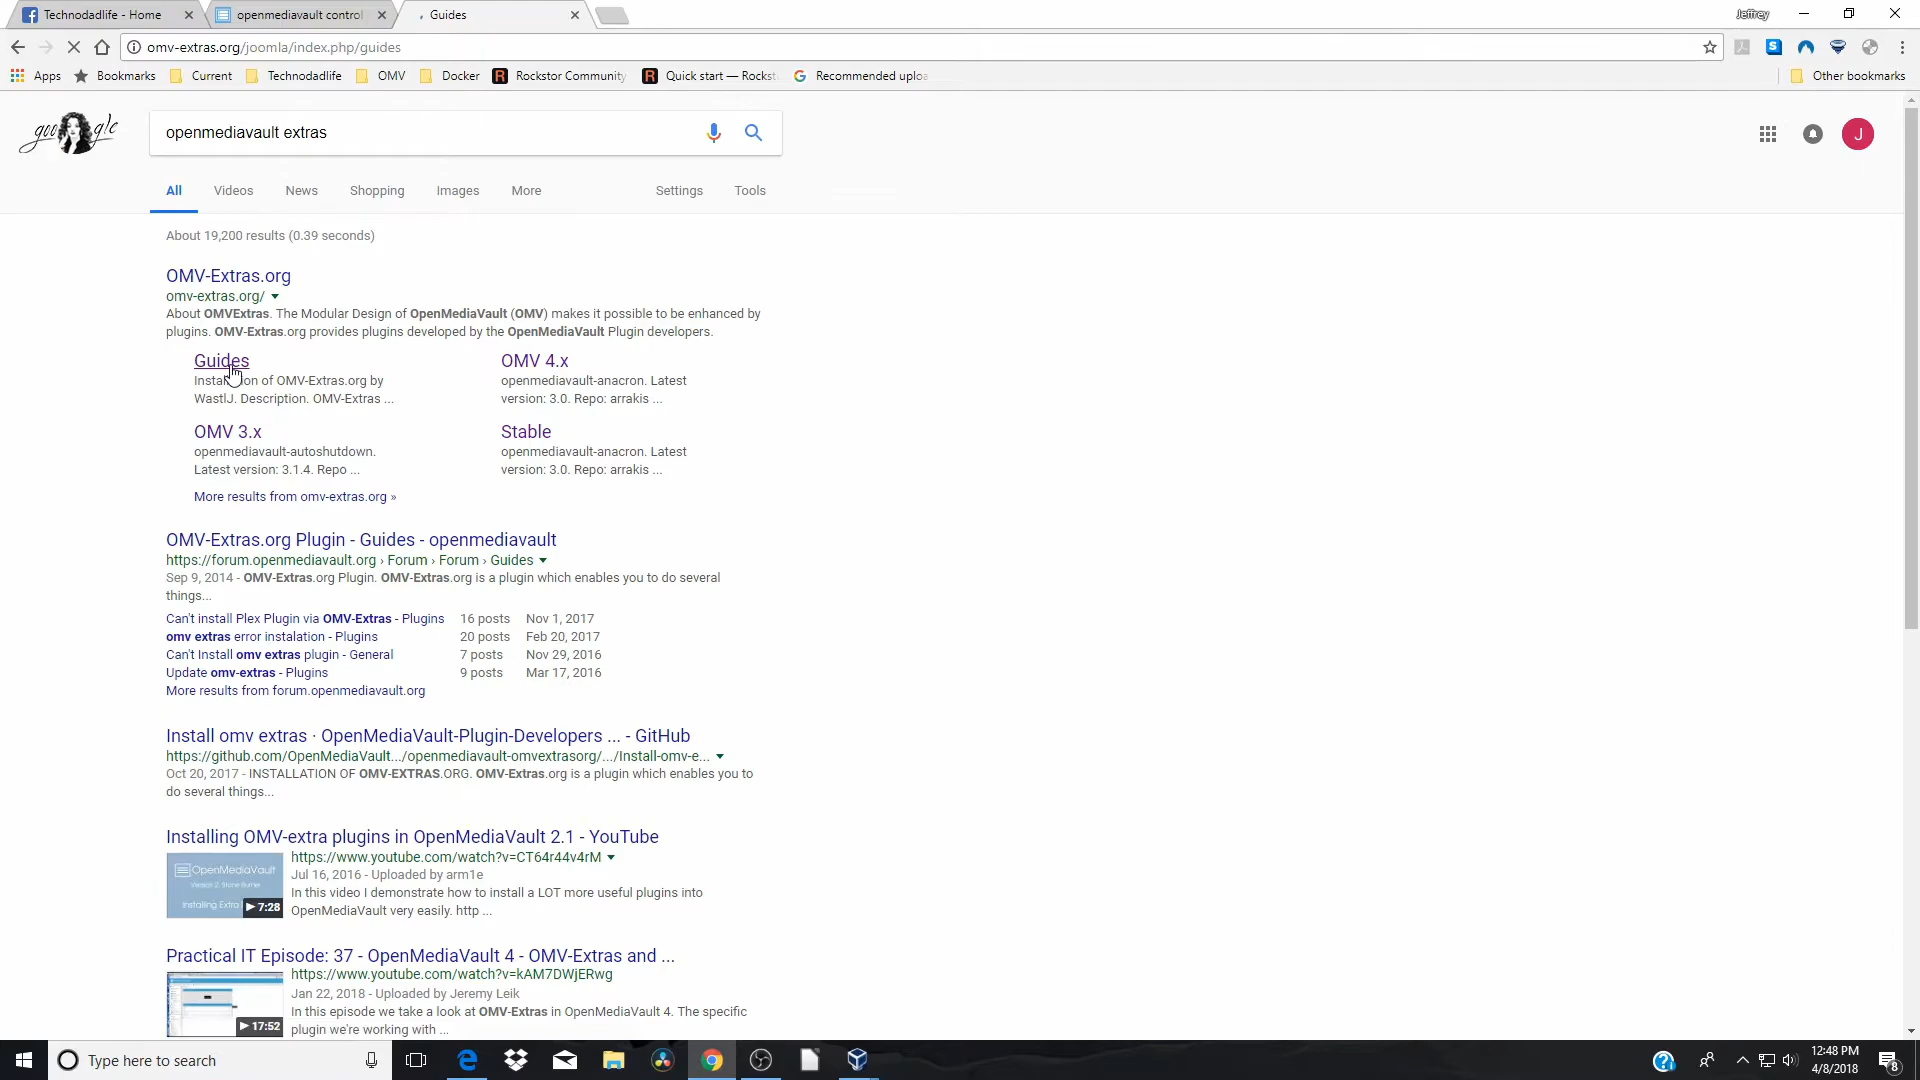 Technodadlife - Home
openmediavault control
Guides
Jeffrey
omv-extras.org/joomla/index.php/guides
Apps
Bookmarks
Current
Technodadlife
OMV
Docker
Rockstor Community
Quick start — Rockst
Recommended uploa
Other bookmarks
openmediavault extras
J
All
Videos
News
Shopping
Images
More
Settings
Tools
About 19,200 results (0.39 seconds)
OMV-Extras.org
omv-extras.org/
About OMVExtras. The Modular Design of OpenMediaVault (OMV) makes it possible to be enhanced by
plugins. OMV-Extras.org provides plugins developed by the OpenMediaVault Plugin developers.
Guides
Installation of OMV-Extras.org by
WastlJ. Description. OMV-Extras ...
OMV 4.x
openmediavault-anacron. Latest
version: 3.0. Repo: arrakis ...
OMV 3.x
openmediavault-autoshutdown.
Latest version: 3.1.4. Repo ...
Stable
openmediavault-anacron. Latest
version: 3.0. Repo: arrakis ...
More results from omv-extras.org »
OMV-Extras.org Plugin - Guides - openmediavault
https://forum.openmediavault.org › Forum › Forum › Guides
Sep 9, 2014 - OMV-Extras.org Plugin. OMV-Extras.org is a plugin which enables you to do several
things...
Can't install Plex Plugin via OMV-Extras - Plugins 16 posts Nov 1, 2017
omv extras error instalation - Plugins 20 posts Feb 20, 2017
Can't Install omv extras plugin - General 7 posts Nov 29, 2016
Update omv-extras - Plugins 9 posts Mar 17, 2016
More results from forum.openmediavault.org
Install omv extras · OpenMediaVault-Plugin-Developers ... - GitHub
https://github.com/OpenMediaVault.../openmediavault-omvextrasorg/.../Install-omv-e...
Oct 20, 2017 - INSTALLATION OF OMV-EXTRAS.ORG. OMV-Extras.org is a plugin which enables you to
do several things...
Installing OMV-extra plugins in OpenMediaVault 2.1 - YouTube
OpenMediaVault
Installing Extra
7:28
https://www.youtube.com/watch?v=CT64r44v4rM
Jul 16, 2016 - Uploaded by arm1e
In this video I demonstrate how to install a LOT more useful plugins into
OpenMediaVault very easily. http ...
Practical IT Episode: 37 - OpenMediaVault 4 - OMV-Extras and ...
17:52
https://www.youtube.com/watch?v=kAM7DWjERwg
Jan 22, 2018 - Uploaded by Jeremy Leik
In this episode we take a look at OMV-Extras in OpenMediaVault 4. The specific
plugin we're working with ...
Type here to search
12:48 PM
4/8/2018
8